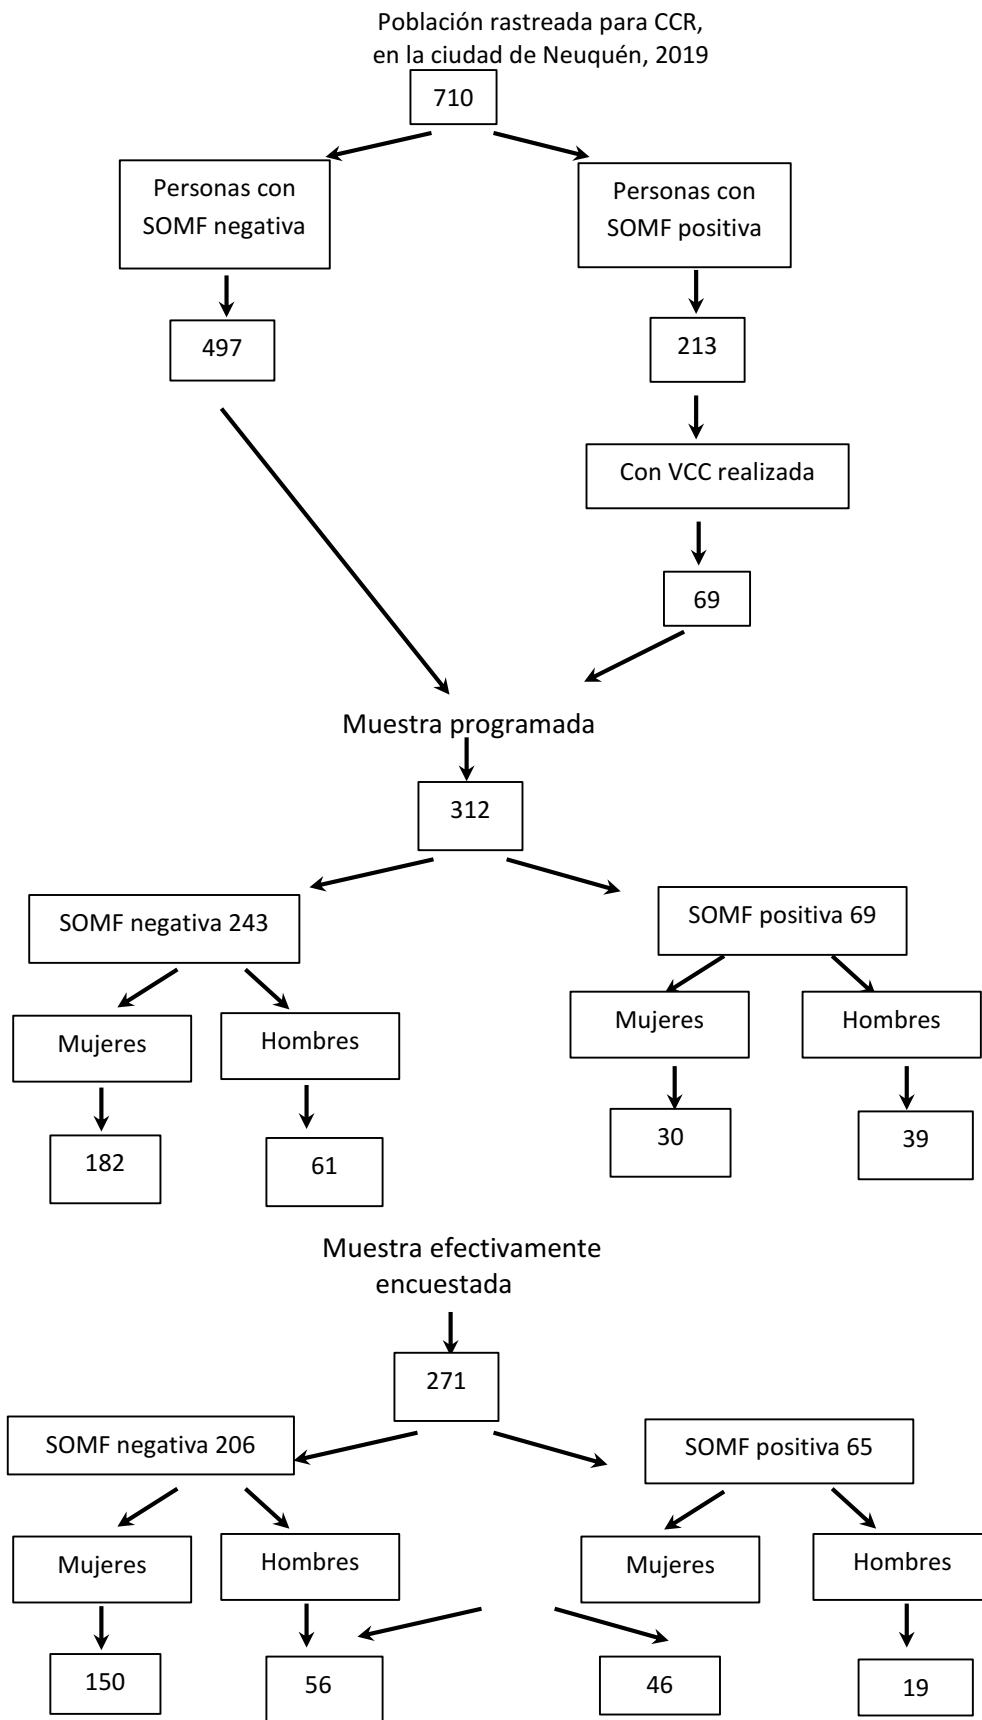 Población rastreada para CCR,
en la ciudad de Neuquén, 2019
710
Personas con
SOMF negativa
Personas con
SOMF positiva
497
213
Con VCC realizada
69
Muestra programada
312
SOMF negativa 243
SOMF positiva 69
Mujeres
Hombres
Mujeres
Hombres
182
61
30
39
Muestra efectivamente
encuestada
271
SOMF negativa 206
SOMF positiva 65
Mujeres
Hombres
Mujeres
Hombres
150
56
46
19